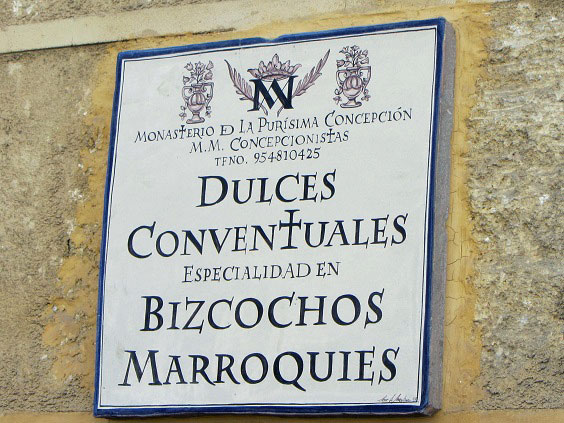 MONASTERIO DE LA PURÍSIMA CONCEPCIÓN
M.M. CONCEPCIONISTAS
TFNO. 954810425
DULCES
CONVENTUALES
ESPECIALIDAD EN
BIZCOCHOS
MARROQUIES